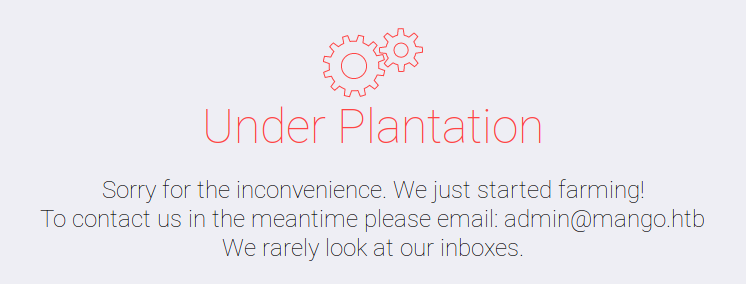 Under Plantation
Sorry for the inconvenience. We just started farming!
To contact us in the meantime please email: admin@mango.htb
We rarely look at our inboxes.